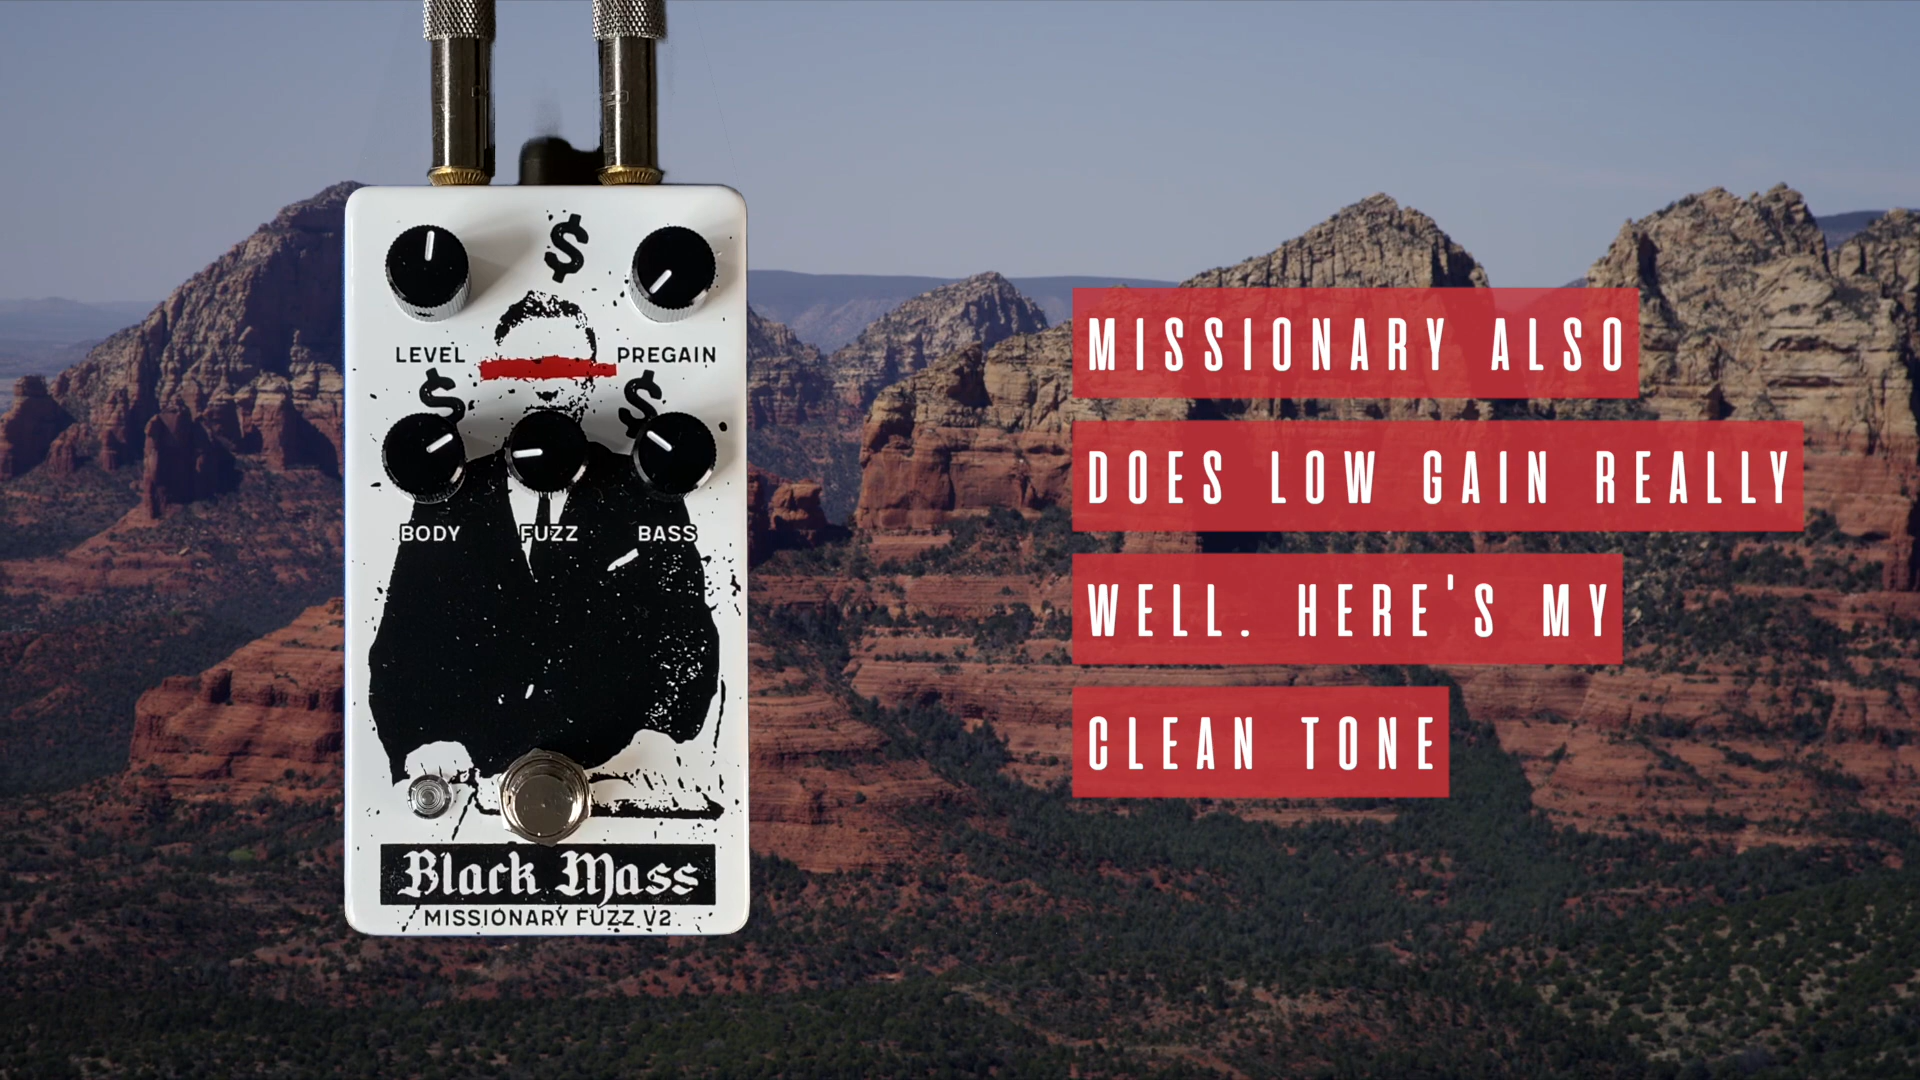 $
LEVEL
PREGAIN
$ $
BODY FUZZ BASS
Black Mass
MISSIONARY FUZZ V2
MISSIONARY ALSO
DOES LOW GAIN REALLY
WELL. HERE'S MY
CLEAN TONE